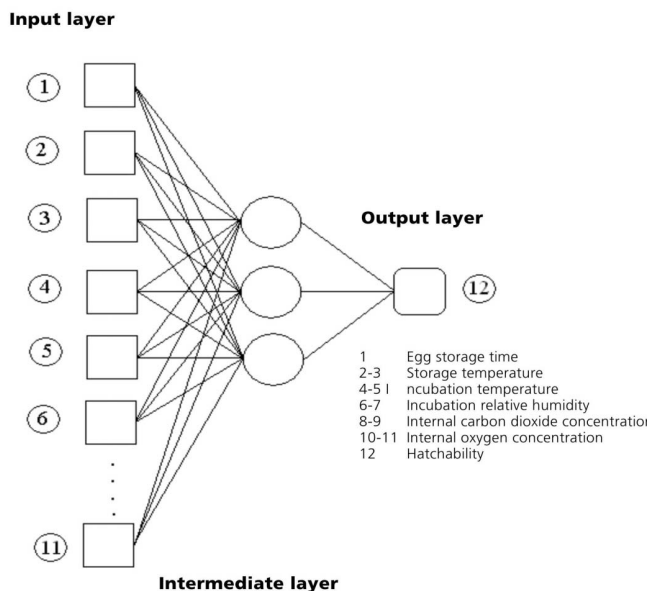 Input layer
1
2
3
4
5
6
11
Output layer
12
1 Egg storage time
2-3 Storage temperature
4-5 I ncubation temperature
6-7 Incubation relative humidity
8-9 Internal carbon dioxide concentration
10-11 Internal oxygen concentration
12 Hatchability
Intermediate layer